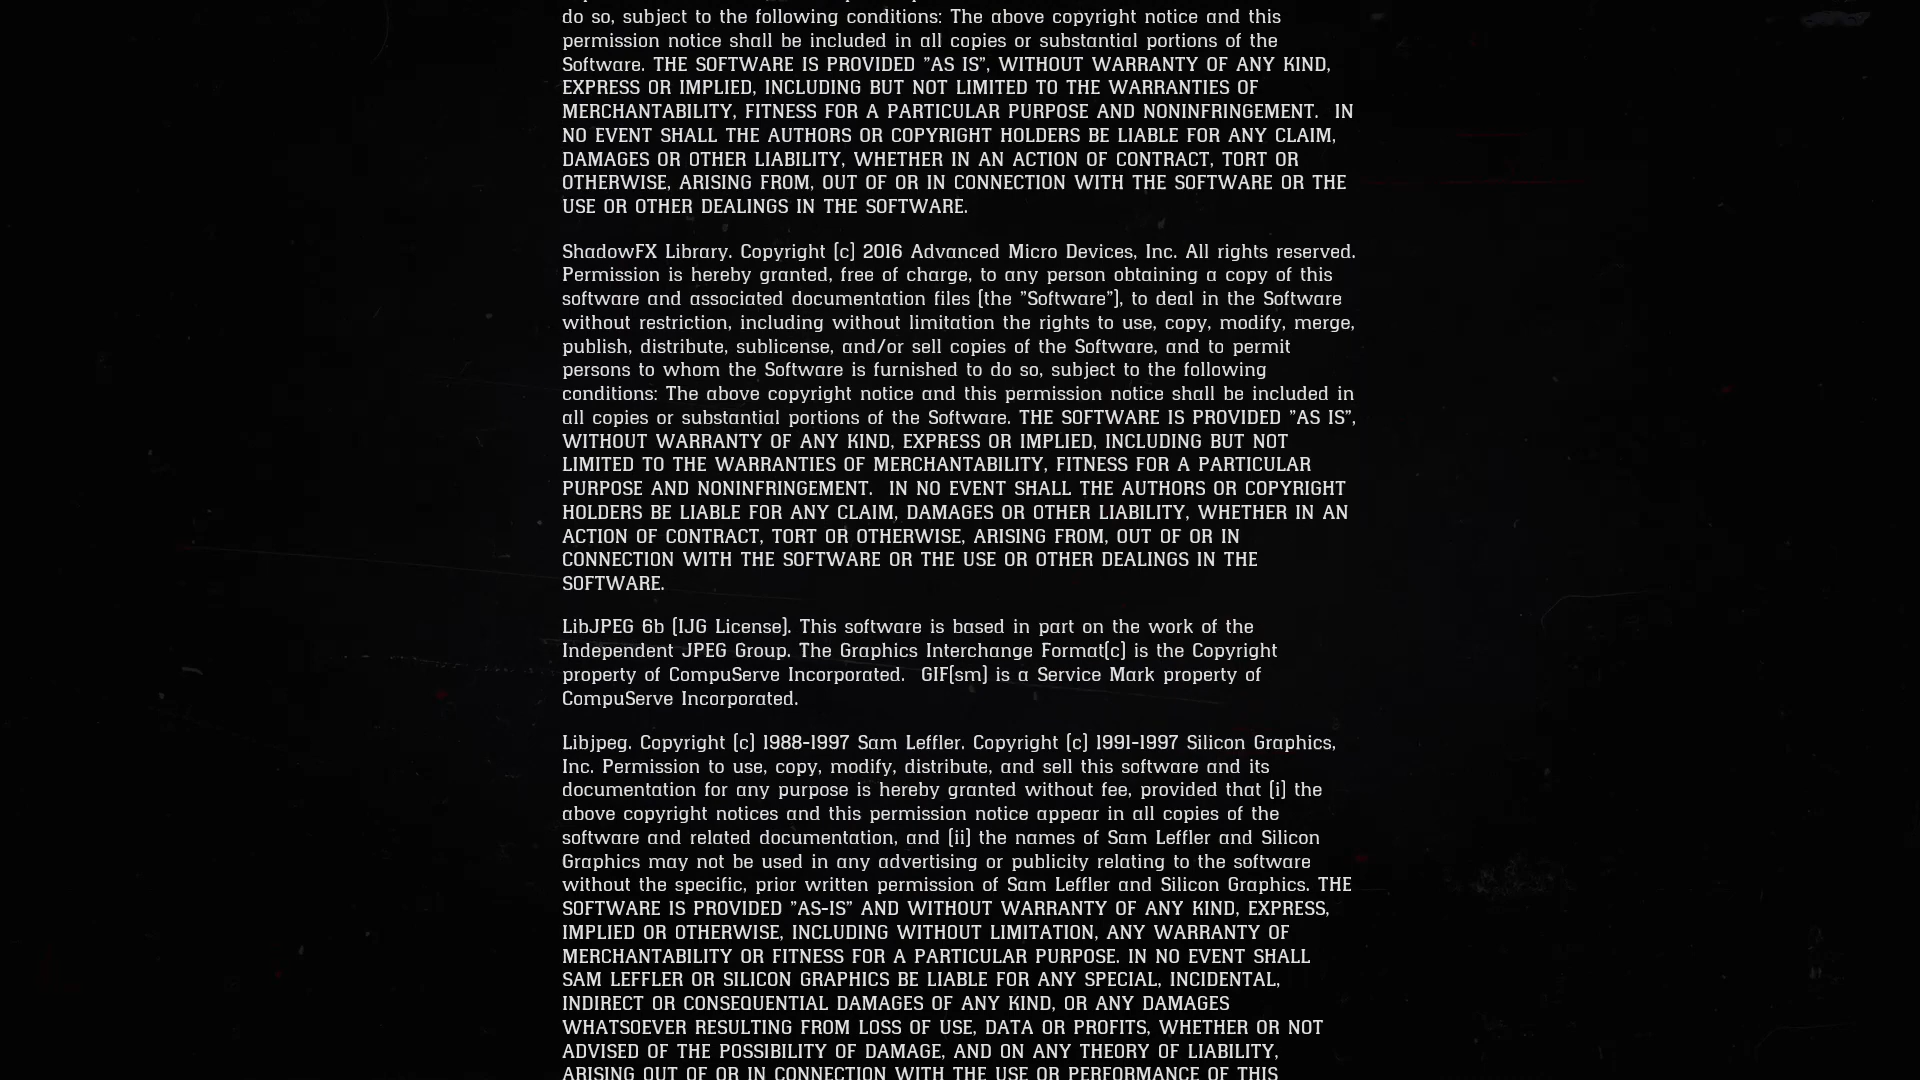 do so, subject to the following conditions: The above copyright notice and this
permission notice shall be included in all copies or substantial portions of the
Software. THE SOFTWARE IS PROVIDED ”AS IS”, WITHOUT WARRANTY OF ANY KIND,
EXPRESS OR IMPLIED, INCLUDING BUT NOT LIMITED TO THE WARRANTIES OF
MERCHANTABILITY, FITNESS FOR A PARTICULAR PURPOSE AND NONINFRINGEMENT.  IN
NO EVENT SHALL THE AUTHORS OR COPYRIGHT HOLDERS BE LIABLE FOR ANY CLAIM,
DAMAGES OR OTHER LIABILITY, WHETHER IN AN ACTION OF CONTRACT, TORT OR
OTHERWISE, ARISING FROM, OUT OF OR IN CONNECTION WITH THE SOFTWARE OR THE
USE OR OTHER DEALINGS IN THE SOFTWARE.
ShadowFX Library. Copyright (c) 2016 Advanced Micro Devices, Inc. All rights reserved.
Permission is hereby granted, free of charge, to any person obtaining a copy of this
software and associated documentation files (the ”Software”), to deal in the Software
without restriction, including without limitation the rights to use, copy, modify, merge,
publish, distribute, sublicense, and/or sell copies of the Software, and to permit
persons to whom the Software is furnished to do so, subject to the following
conditions: The above copyright notice and this permission notice shall be included in
all copies or substantial portions of the Software. THE SOFTWARE IS PROVIDED ”AS IS”,
WITHOUT WARRANTY OF ANY KIND, EXPRESS OR IMPLIED, INCLUDING BUT NOT
LIMITED TO THE WARRANTIES OF MERCHANTABILITY, FITNESS FOR A PARTICULAR
PURPOSE AND NONINFRINGEMENT.  IN NO EVENT SHALL THE AUTHORS OR COPYRIGHT
HOLDERS BE LIABLE FOR ANY CLAIM, DAMAGES OR OTHER LIABILITY, WHETHER IN AN
ACTION OF CONTRACT, TORT OR OTHERWISE, ARISING FROM, OUT OF OR IN
CONNECTION WITH THE SOFTWARE OR THE USE OR OTHER DEALINGS IN THE
SOFTWARE.
LibJPEG 6b (IJG License). This software is based in part on the work of the
Independent JPEG Group. The Graphics Interchange Format(c) is the Copyright
property of CompuServe Incorporated.  GIF(sm) is a Service Mark property of
CompuServe Incorporated.
Libjpeg. Copyright (c) 1988-1997 Sam Leffler. Copyright (c) 1991-1997 Silicon Graphics,
Inc. Permission to use, copy, modify, distribute, and sell this software and its
documentation for any purpose is hereby granted without fee, provided that (i) the
above copyright notices and this permission notice appear in all copies of the
software and related documentation, and (ii) the names of Sam Leffler and Silicon
Graphics may not be used in any advertising or publicity relating to the software
without the specific, prior written permission of Sam Leffler and Silicon Graphics. THE
SOFTWARE IS PROVIDED ”AS-IS” AND WITHOUT WARRANTY OF ANY KIND, EXPRESS,
IMPLIED OR OTHERWISE, INCLUDING WITHOUT LIMITATION, ANY WARRANTY OF
MERCHANTABILITY OR FITNESS FOR A PARTICULAR PURPOSE. IN NO EVENT SHALL
SAM LEFFLER OR SILICON GRAPHICS BE LIABLE FOR ANY SPECIAL, INCIDENTAL,
INDIRECT OR CONSEQUENTIAL DAMAGES OF ANY KIND, OR ANY DAMAGES
WHATSOEVER RESULTING FROM LOSS OF USE, DATA OR PROFITS, WHETHER OR NOT
ADVISED OF THE POSSIBILITY OF DAMAGE, AND ON ANY THEORY OF LIABILITY,
ARISING OUT OF OR IN CONNECTION WITH THE USE OR PERFORMANCE OF THIS